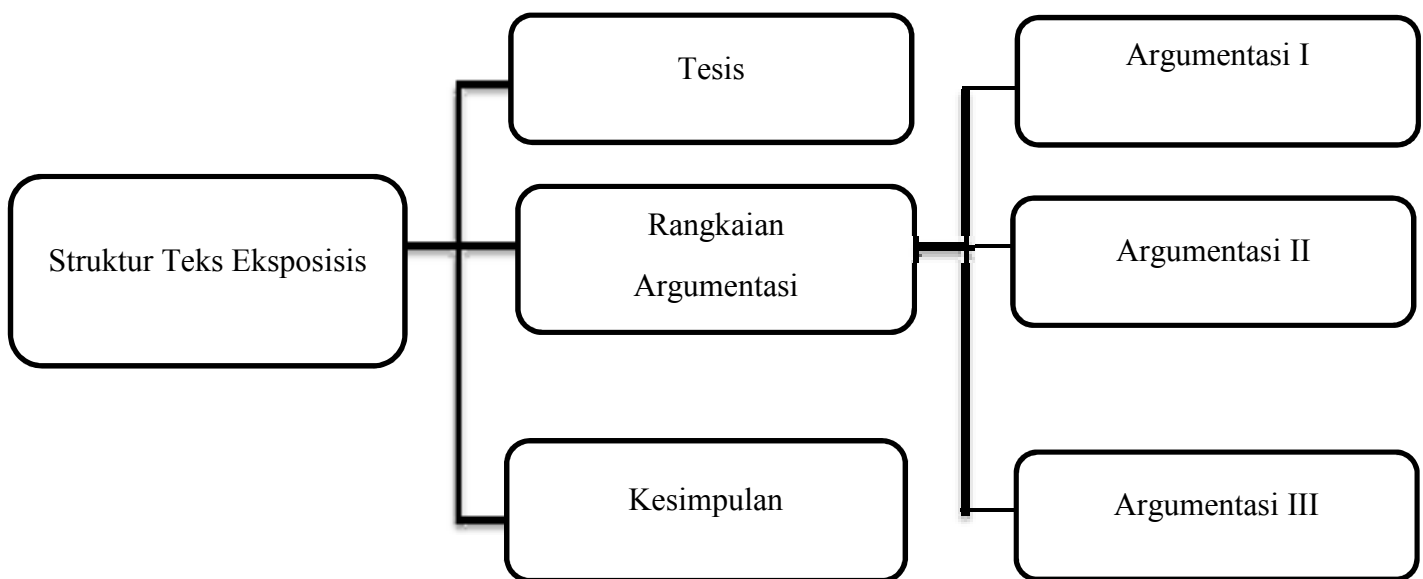 Struktur Teks Eksposisis
Tesis
Rangkaian
Argumentasi
Kesimpulan
Argumentasi I
Argumentasi II
Argumentasi III